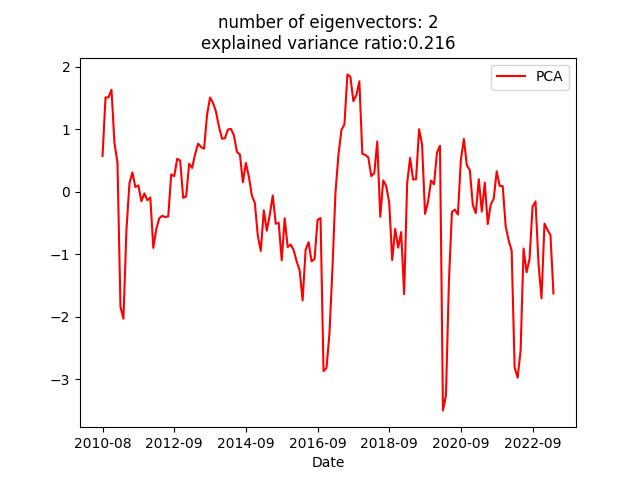 number of eigenvectors: 2
explained variance ratio:0.216
PCA
2
1
0
−1
−2
−3
2010-08 2012-09 2014-09 2016-09 2018-09 2020-09 2022-09
Date